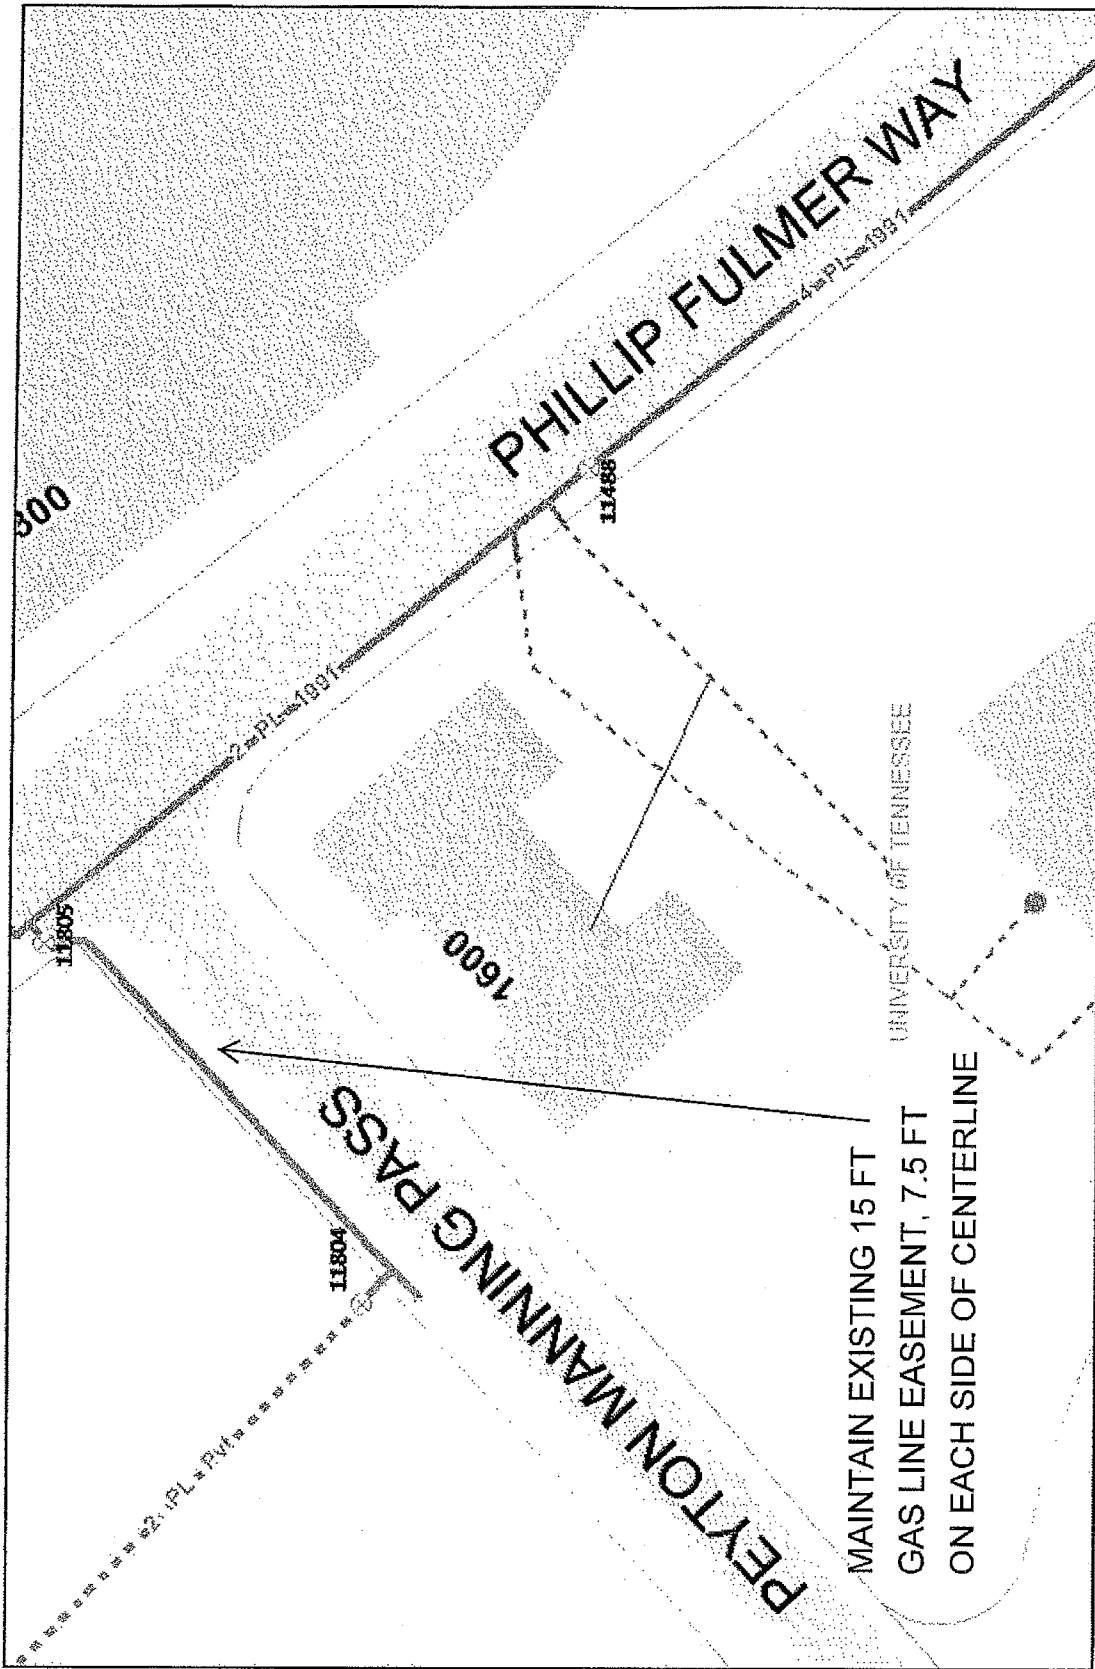 300
PHILLIP FULMER WAY
4 - PL - 1991
11488
2 - PL - 1991
11805
1600
UNIVERSITY OF TENNESSEE
PEYTON MANNING PASS
11804
2 - PL - Pvt
MAINTAIN EXISTING 15 FT
GAS LINE EASEMENT, 7.5 FT
ON EACH SIDE OF CENTERLINE